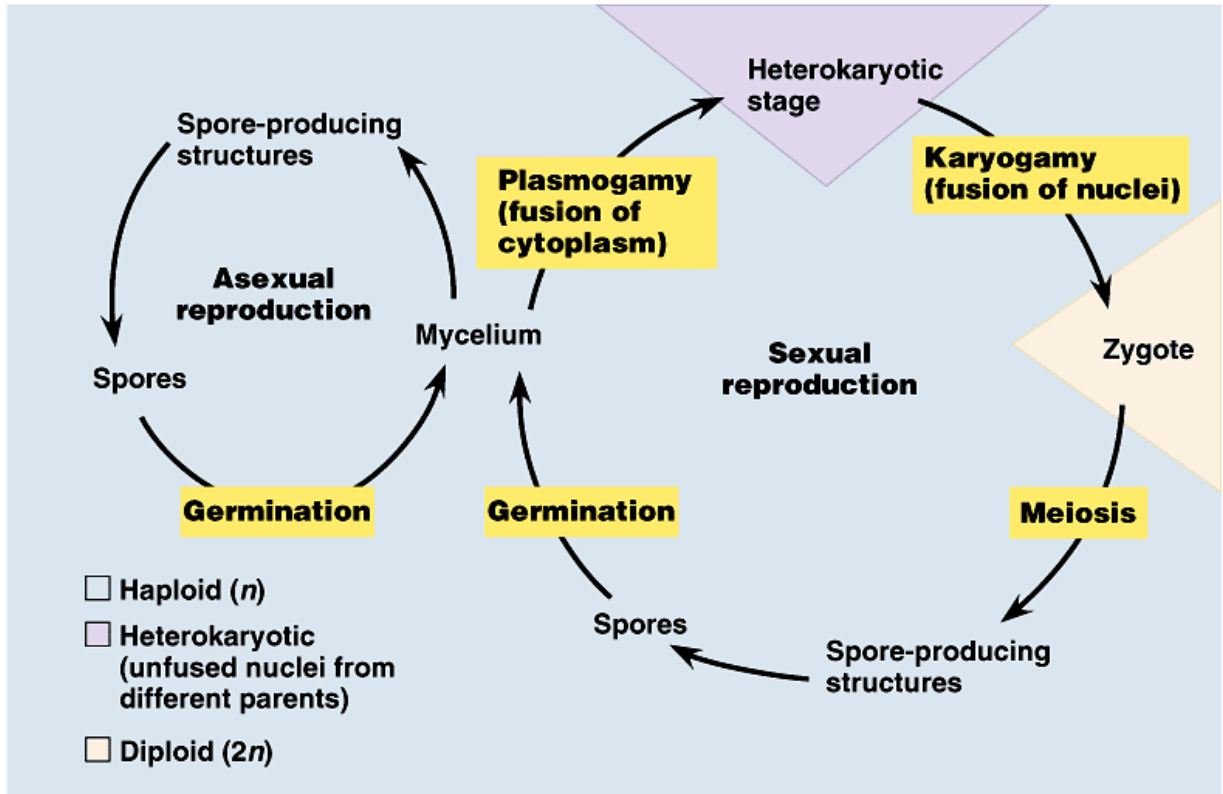 Heterokaryotic
stage
Spore-producing
structures
Karyogamy
(fusion of nuclei)
Plasmogamy
(fusion of
cytoplasm)
Asexual
reproduction
Mycelium
Sexual
reproduction
Zygote
Spores
Germination
Germination
Meiosis
Haploid (n)
Spores
Heterokaryotic
(unfused nuclei from
different parents)
Spore-producing
structures
Diploid (2n)